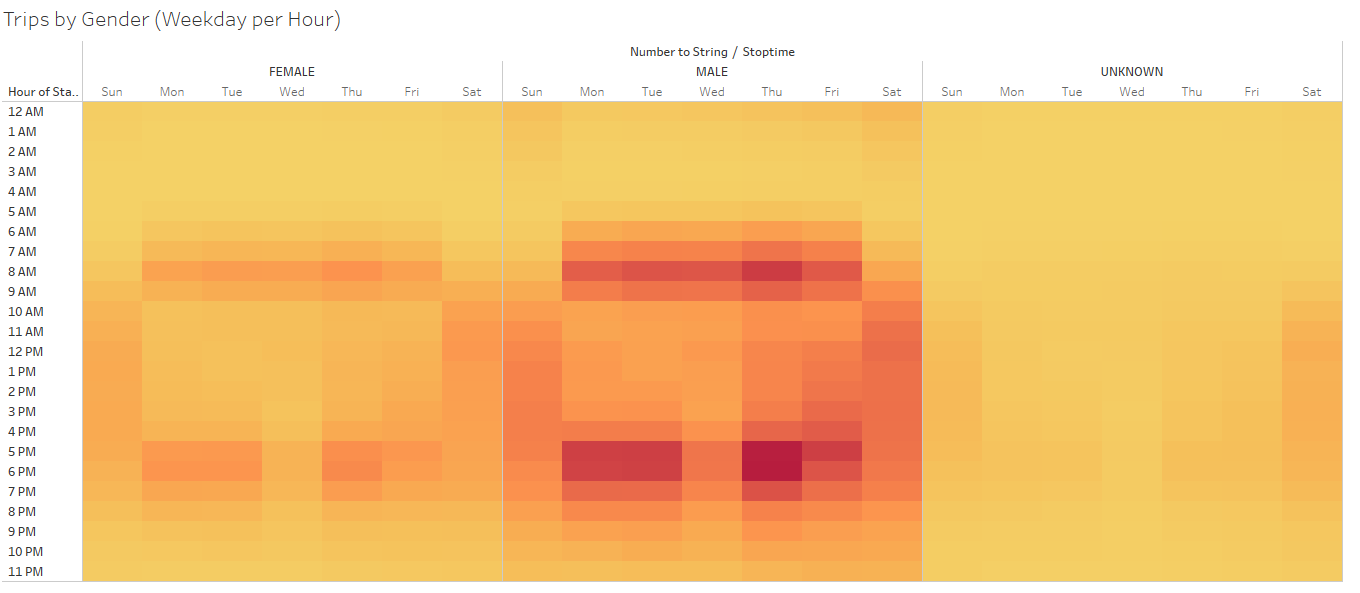 Trips by Gender (Weekday per Hour)
Number to String / Stoptime
FEMALE MALE UNKNOWN
Hour of Sta.. Sun Mon Tue Wed Thu Fri Sat Sun Mon Tue Wed Thu Fri Sat Sun Mon Tue Wed Thu Fri Sat
12 AM
1 AM
2 AM
3 AM
4 AM
5 AM
6 AM
7 AM
8 AM
9 AM
10 AM
11 AM
12 PM
1 PM
2 PM
3 PM
4 PM
5 PM
6 PM
7 PM
8 PM
9 PM
10 PM
11 PM